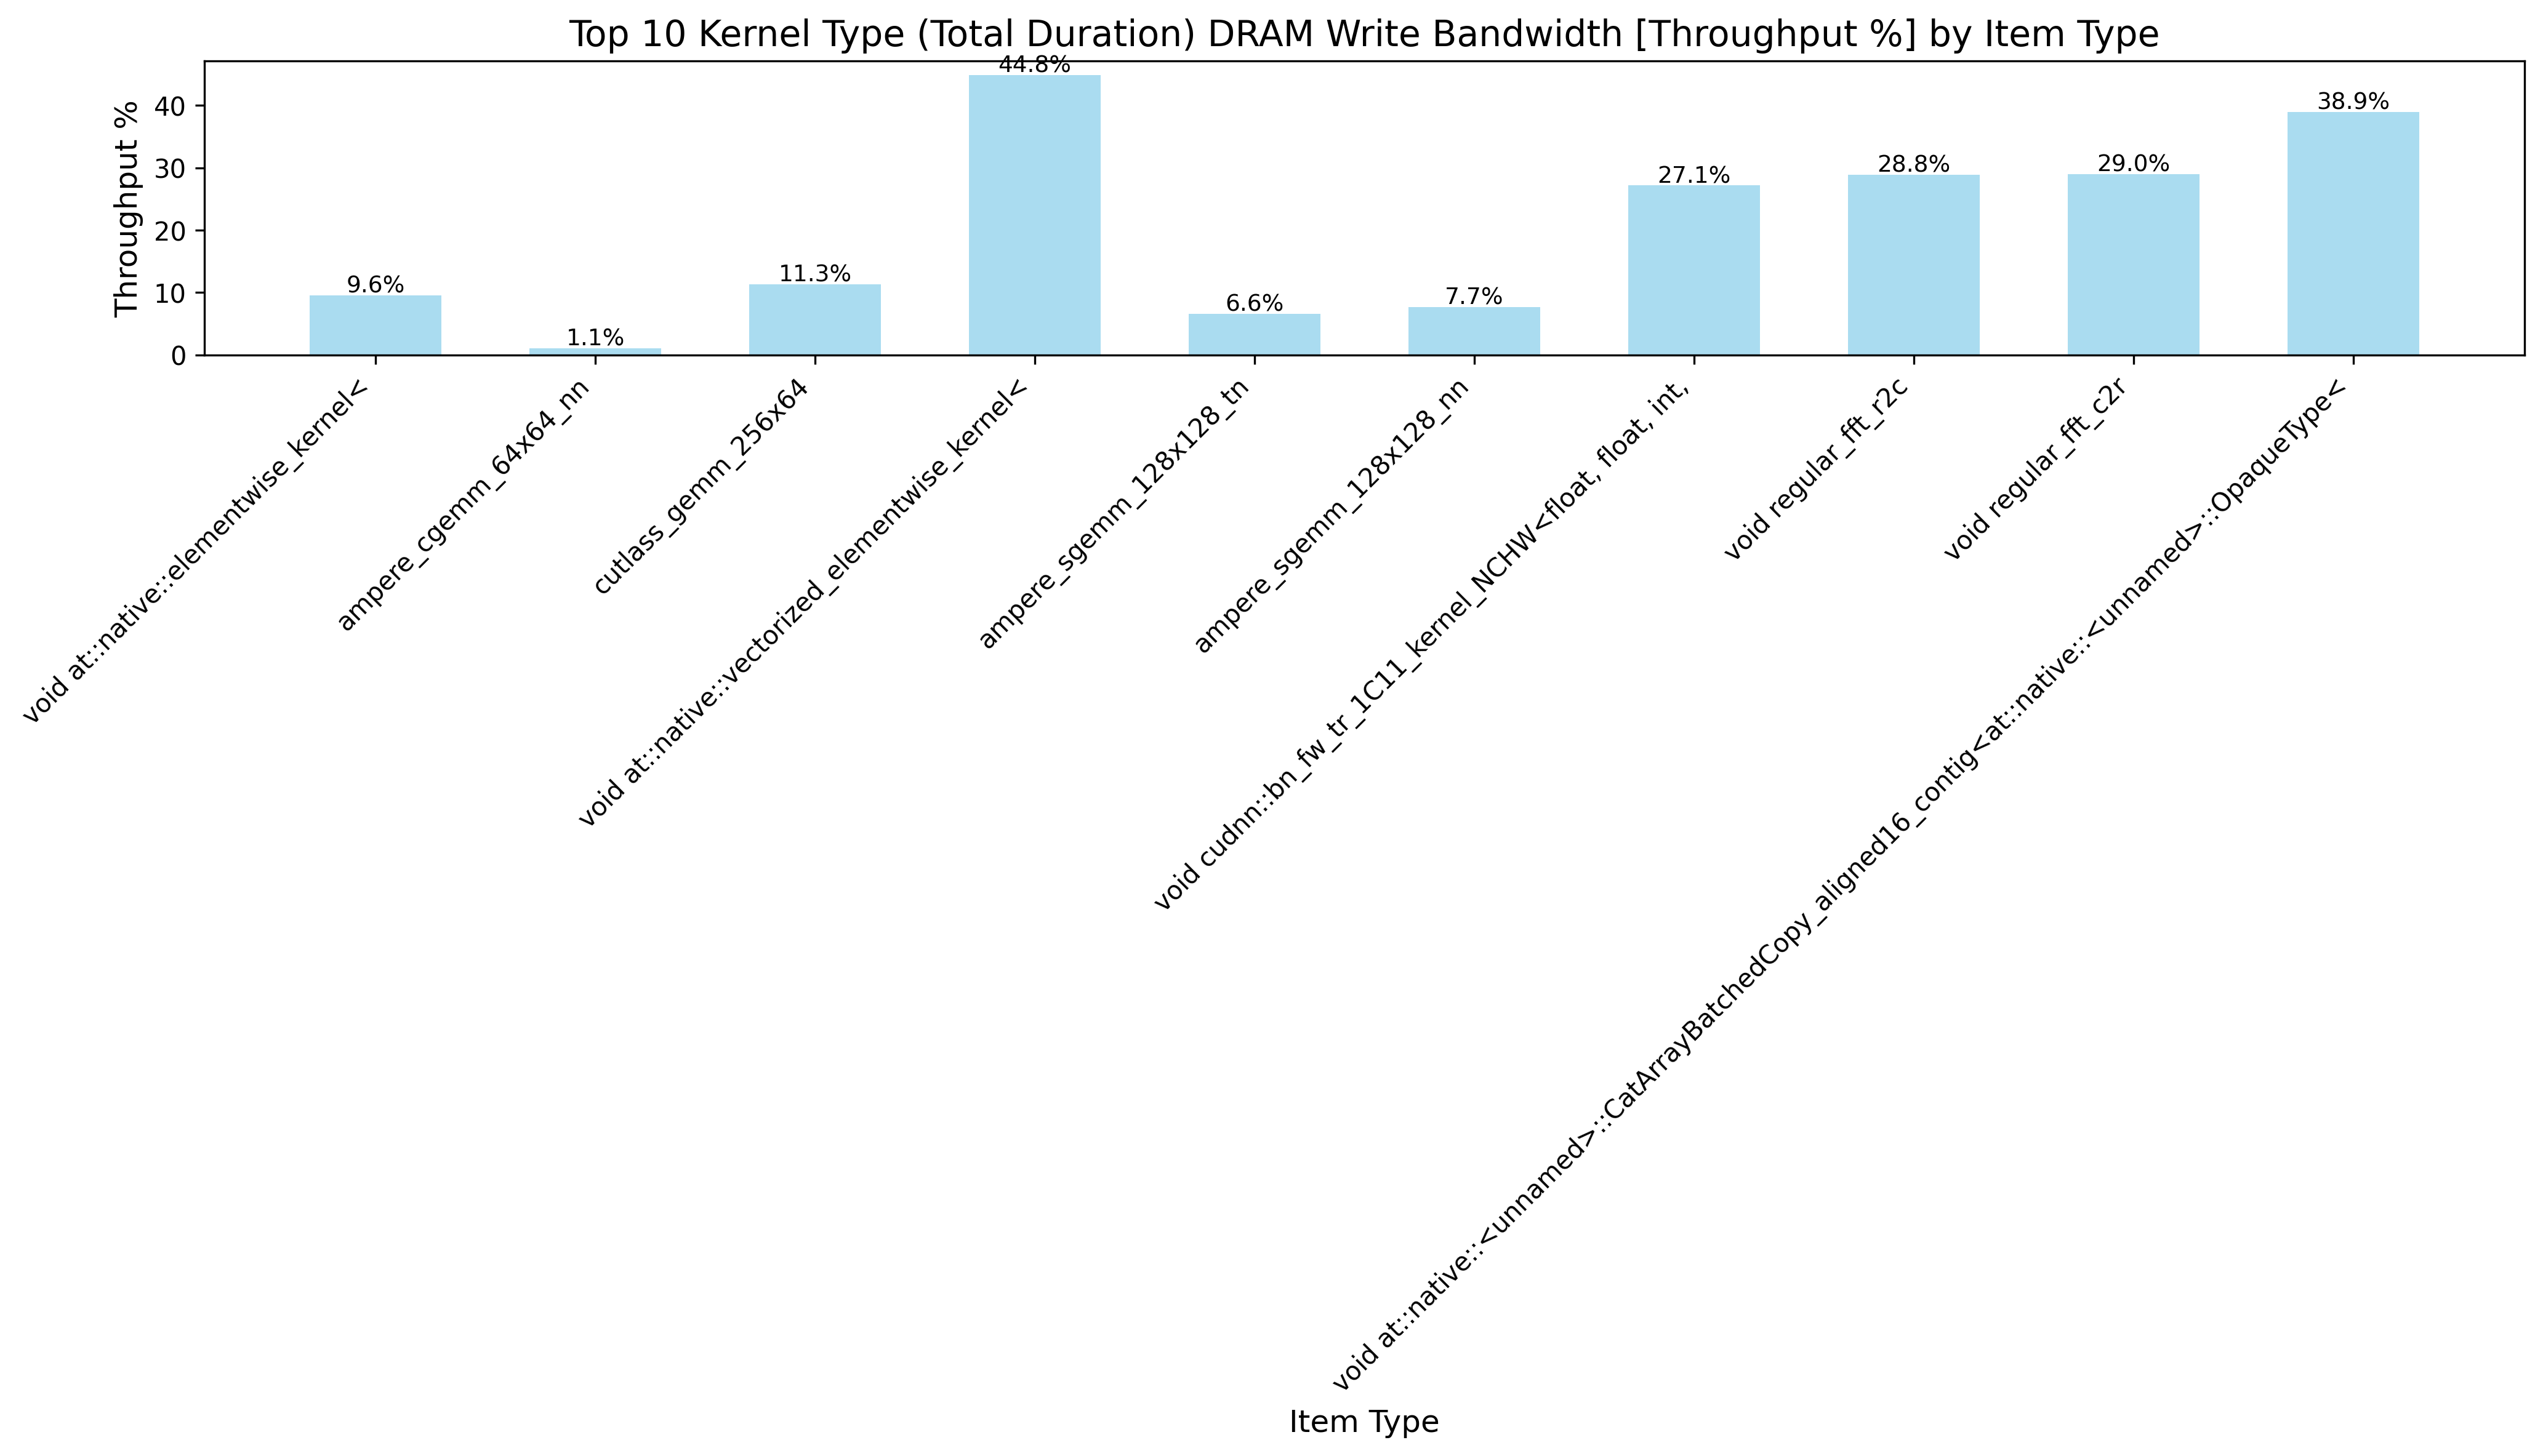 Top 10 Kernel Type (Total Duration) DRAM Write Bandwidth [Throughput %] by Item Type
Throughput %
40
30
20
10
0
9.6%
1.1%
11.3%
44.8%
6.6%
7.7%
27.1%
28.8%
29.0%
38.9%
void at::native::elementwise_kernel<
ampere_cgemm_64x64_nn
cutlass_gemm_256x64
void at::native::vectorized_elementwise_kernel<
ampere_sgemm_128x128_tn
ampere_sgemm_128x128_nn
void cudnn::bn_fw_tr_1C11_kernel_NCHW<float, float, int,
void regular_fft_r2c
void regular_fft_c2r
void at::native::<unnamed>::CatArrayBatchedCopy_aligned16_contig<at::native::<unnamed>::OpaqueType<
Item Type